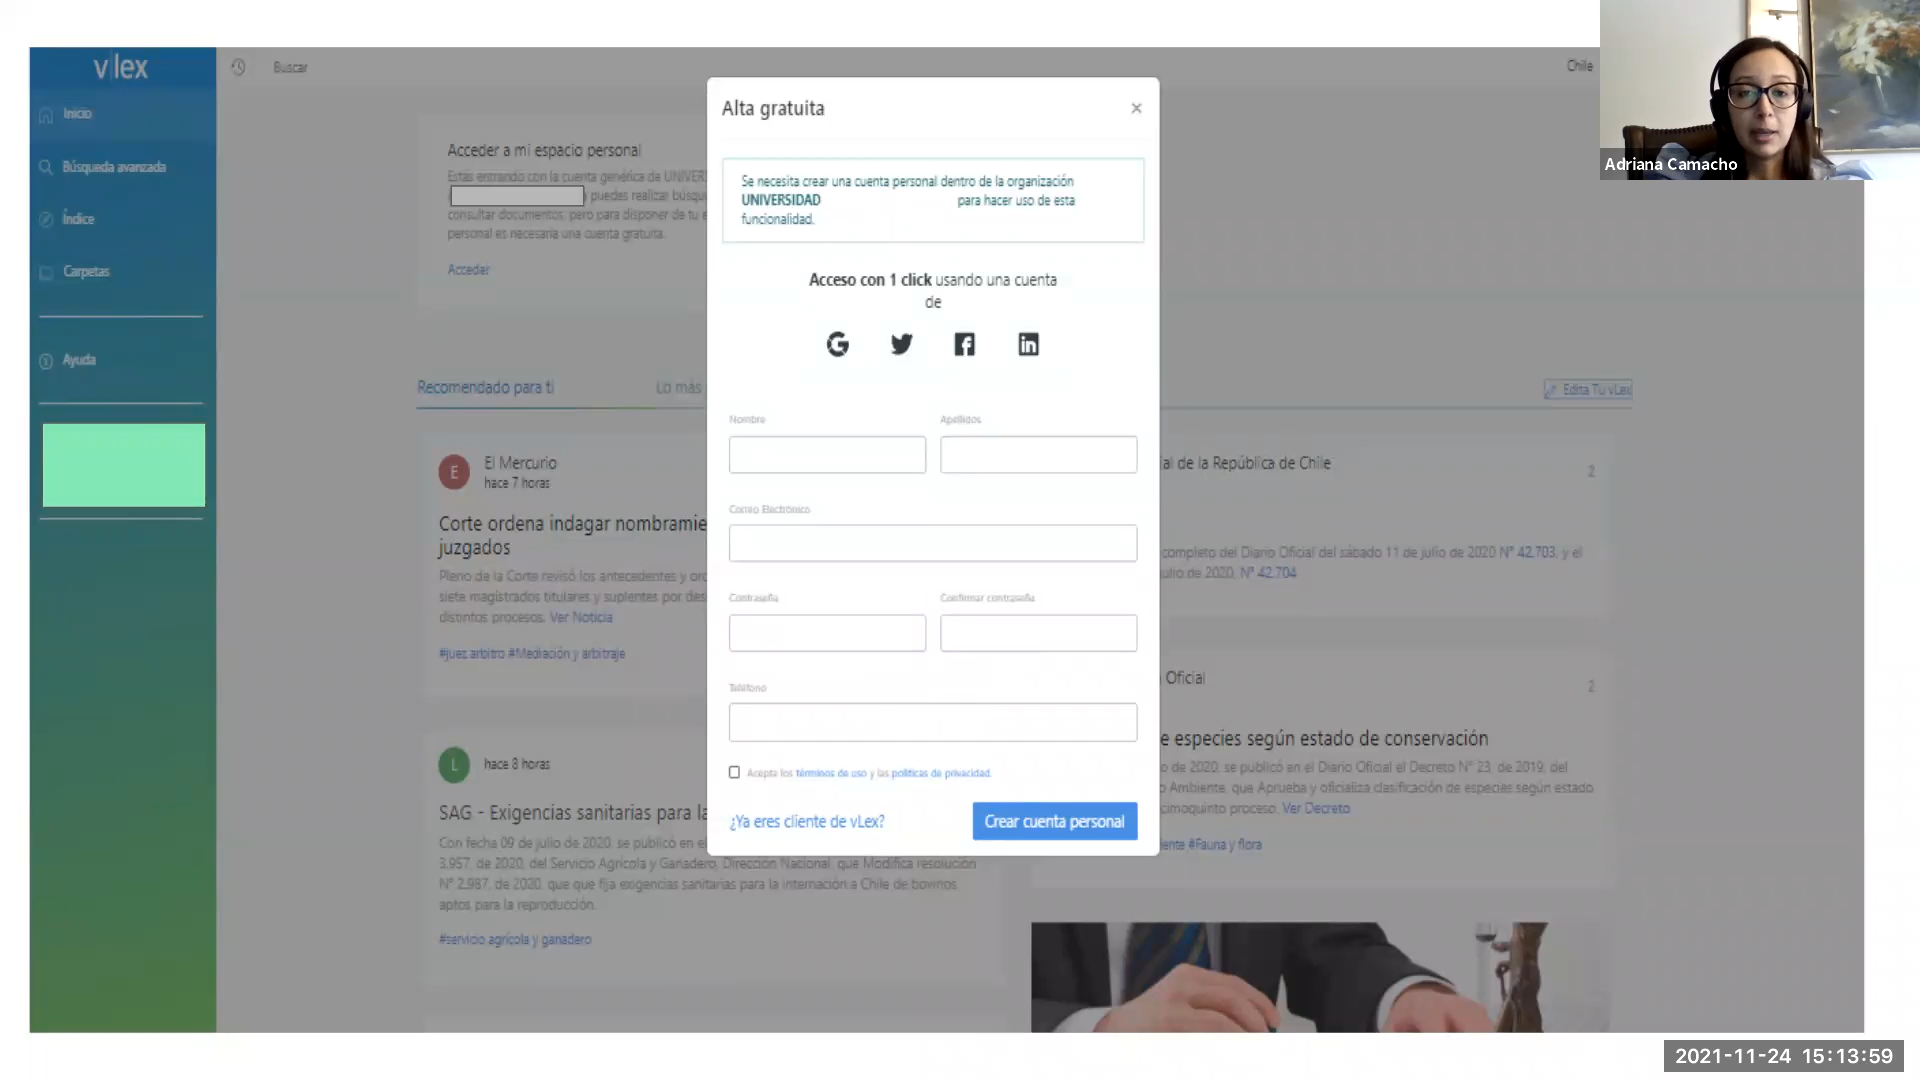 vlex
Inicio
Búsqueda avanzada
Índice
Carpetas
Ayuda
Buscar
Chile
Acceder a mi espacio personal
Estás entrando con la cuenta genérica de UNIVERS
puedes realizar búsque
consultar documentos, pero para disponer de tu e
personal es necesaria una cuenta gratuita.
Acceder
Recomendado para ti
Lo más
Edita Tu vLex
E
El Mercurio
hace 7 horas
Corte ordena indagar nombramie
juzgados
Pleno de la Corte revisó los antecedentes y orc
siete magistrados titulares y suplentes por des
distintos procesos. Ver Noticia
#juez arbitro #Mediación y arbitraje
L
hace 8 horas
SAG - Exigencias sanitarias para la
Con fecha 09 de julio de 2020, se publicó en el
3.957, de 2020, del Servicio Agrícola y Ganadero, Dirección Nacional, que Modifica resolución
N° 2.987, de 2020, que que fija exigencias sanitarias para la internación a Chile de bovinos
aptos para la reproducción.
#servicio agrícola y ganadero
Alta gratuita
×
Se necesita crear una cuenta personal dentro de la organización
UNIVERSIDAD para hacer uso de esta
funcionalidad.
Acceso con 1 click usando una cuenta
de
Nombre
Apellidos
Correo Electrónico
Contraseña
Confirmar contraseña
Teléfono
Acepta los términos de uso y las políticas de privacidad.
¿Ya eres cliente de vLex?
Crear cuenta personal
ial de la República de Chile
2
completo del Diario Oficial del sábado 11 de julio de 2020 N° 42.703, y el
ulio de 2020, N° 42.704
Oficial
2
e especies según estado de conservación
o de 2020, se publicó en el Diario Oficial el Decreto N° 23, de 2019, del
o Ambiente, que Aprueba y oficializa clasificación de especies según estado
cimoquinto proceso. Ver Decreto
iente #Fauna y flora
Adriana Camacho
2021-11-24 15:13:59